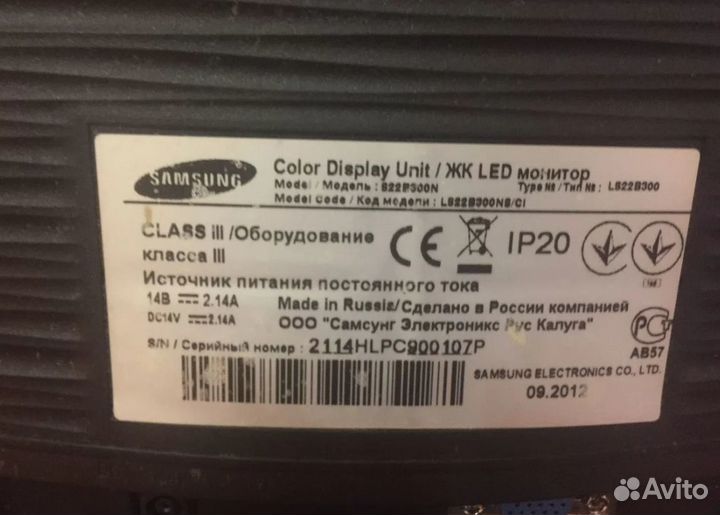 SAMSUNG
Color Display Unit / ЖК LED монитор
Model / Модель : S22B300N Type № / Тип № : LS22B300
Model Code / Код модели : LS22B300NS/CI
CLASS III /Оборудование
класса III
CE
IP20
Источник питания постоянного тока
14В 2.14А
DC14V 2.14A
Made in Russia/Сделано в России компанией
ООО "Самсунг Электроникс Рус Калуга"
РСТ
АВ57
S/N / Серийный номер : 2114HLPC900107P
SAMSUNG ELECTRONICS CO., LTD.
09.2012
Avito